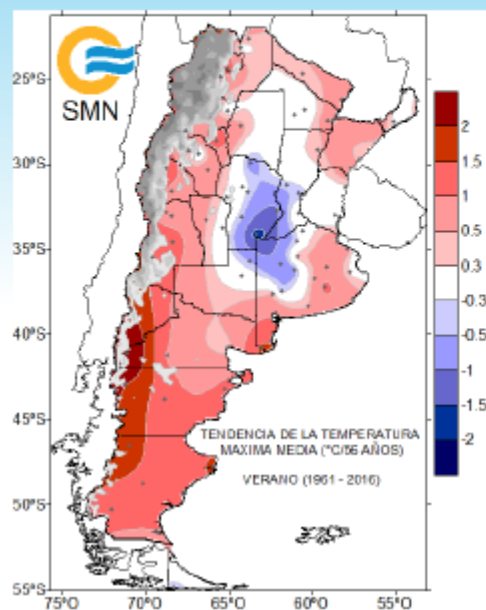 SMN
25°S
30°S
35°S
40°S
45°S
50°S
55°S
75°O
70°O
65°O
60°O
55°O
TENDENCIA DE LA TEMPERATURA
MAXIMA MEDIA (°C/56 AÑOS)
VERANO (1961 - 2016)
2
1.5
1
0.5
0.3
-0.3
-0.5
-1
-1.5
-2